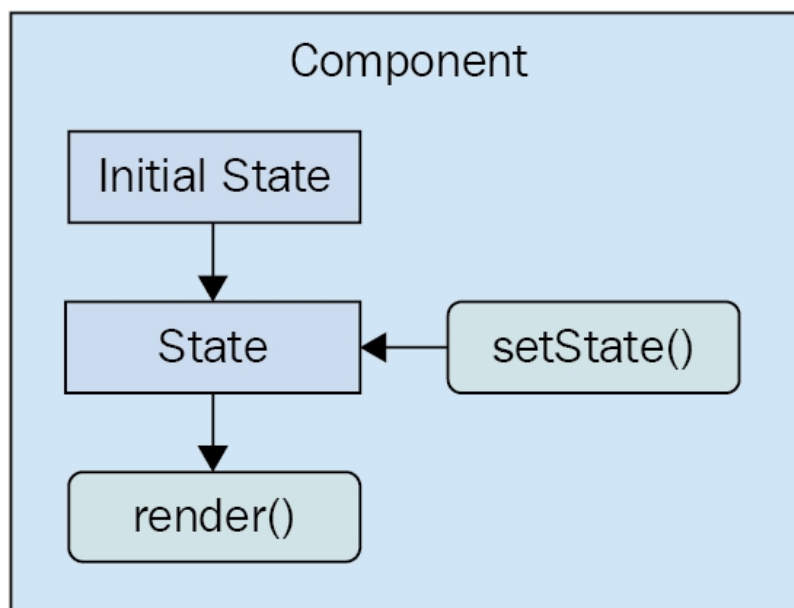 Component
Initial State
State
setState()
render()